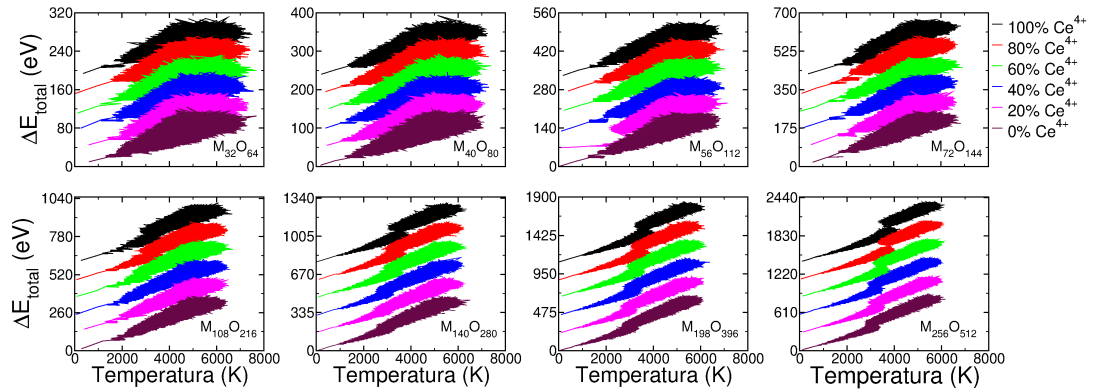 320 400 560 700
240 300 420 525
160 200 280 350
80 100 140 175
0 0 0 0
ΔE_total (eV)
M32O64 M40O80 M56O112 M72O144
100% Ce4+
80% Ce4+
60% Ce4+
40% Ce4+
20% Ce4+
0% Ce4+
1040 1340 1900 2440
780 1005 1425 1830
520 670 950 1220
260 335 475 610
0 0 0 0
ΔE_total (eV)
M108O216 M140O280 M198O396 M256O512
0 2000 4000 6000 8000 0 2000 4000 6000 8000 0 2000 4000 6000 8000 0 2000 4000 6000 8000
Temperatura (K) Temperatura (K) Temperatura (K) Temperatura (K)